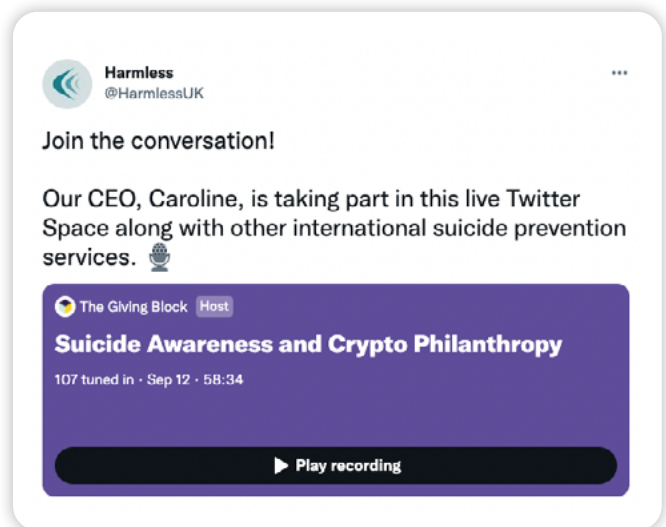 Harmless
@HarmlessUK
Join the conversation!
Our CEO, Caroline, is taking part in this live Twitter
Space along with other international suicide prevention
services. 🎙
The Giving Block Host
Suicide Awareness and Crypto Philanthropy
107 tuned in · Sep 12 · 58:34
Play recording